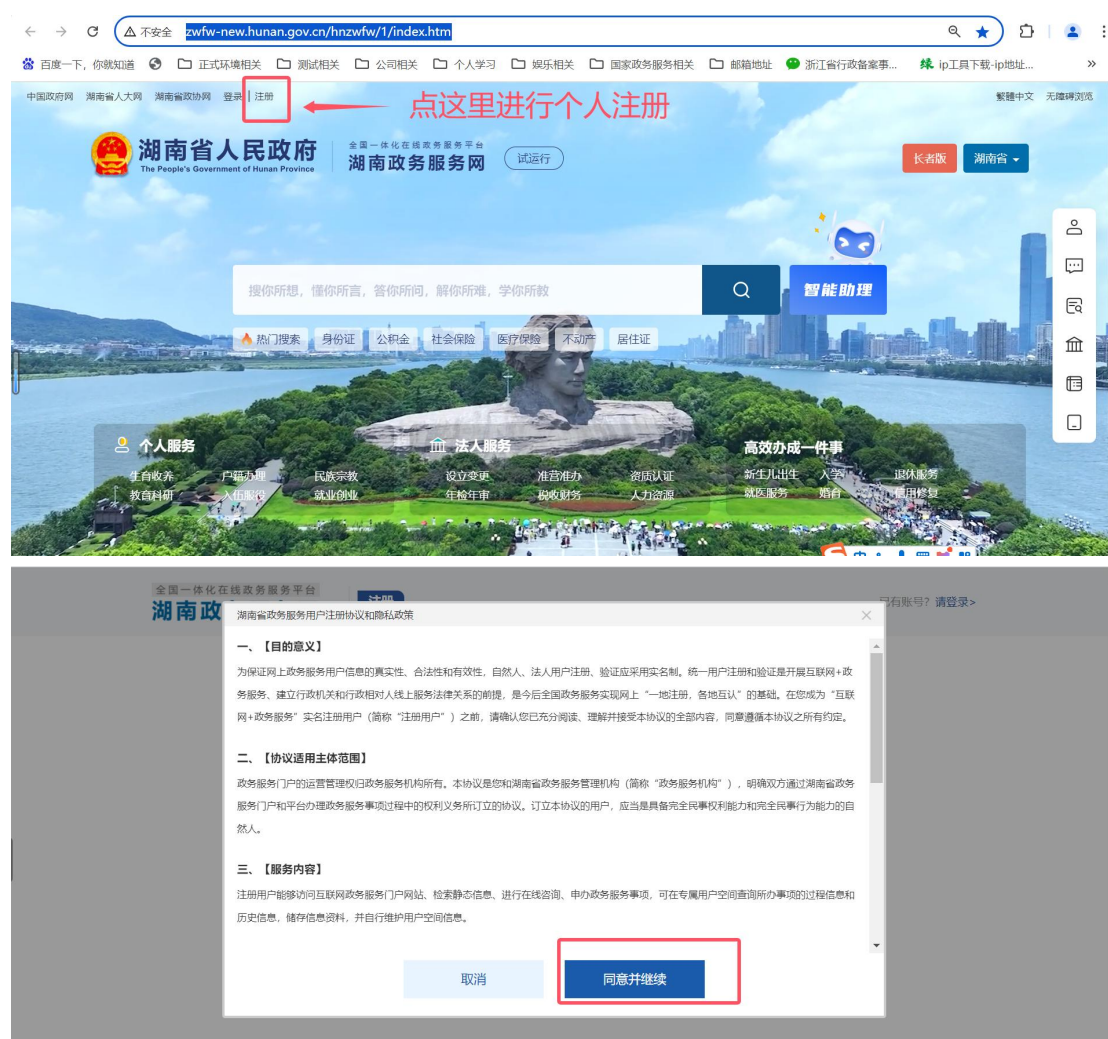 不安全 zwfw-new.hunan.gov.cn/hnzwfw/1/index.htm
百度一下，你就知道 正式环境相关 测试相关 公司相关 个人学习 娱乐相关 国家政务服务相关 邮箱地址 浙江省行政备案事... ip工具下载-ip地址... »
中国政府网 湖南省人大网 湖南省政协网 登录 | 注册 点这里进行个人注册 繁體中文 无障碍浏览
湖南省人民政府 全国一体化在线政务服务平台
The People's Government of Hunan Province 湖南政务服务网 试运行 长者版 湖南省
搜你所想，懂你所言，答你所问，解你所难，学你所教 智能助理
热门搜索 身份证 公积金 社会保险 医疗保险 不动产 居住证
个人服务 法人服务 高效办成一件事
生育收养 户籍办理 民族宗教 设立变更 准营准办 资质认证 新生儿出生 入学 退休服务
教育科研 入伍服役 就业创业 年检年审 税收财务 人力资源 就医服务 婚育 信用修复
全国一体化在线政务服务平台
湖南政 注册 已有账号？请登录>
湖南省政务服务用户注册协议和隐私政策
一、【目的意义】
为保证网上政务服务用户信息的真实性、合法性和有效性，自然人、法人用户注册、验证应采用实名制。统一用户注册和验证是开展互联网+政
务服务、建立行政机关和行政相对人线上服务法律关系的前提，是今后全国政务服务实现网上“一地注册，各地互认”的基础。在您成为“互联
网+政务服务”实名注册用户（简称“注册用户”）之前，请确认您已充分阅读、理解并接受本协议的全部内容，同意遵循本协议之所有约定。
二、【协议适用主体范围】
政务服务门户的运营管理权归政务服务机构所有。本协议是您和湖南省政务服务管理机构（简称“政务服务机构”），明确双方通过湖南省政务
服务门户和平台办理政务服务事项过程中的权利义务所订立的协议。订立本协议的用户，应当是具备完全民事权利能力和完全民事行为能力的自
然人。
三、【服务内容】
注册用户能够访问互联网政务服务门户网站、检索静态信息、进行在线咨询、申办政务服务事项，可在专属用户空间查询所办事项的过程信息和
历史信息，储存信息资料，并自行维护用户空间信息。
取消 同意并继续